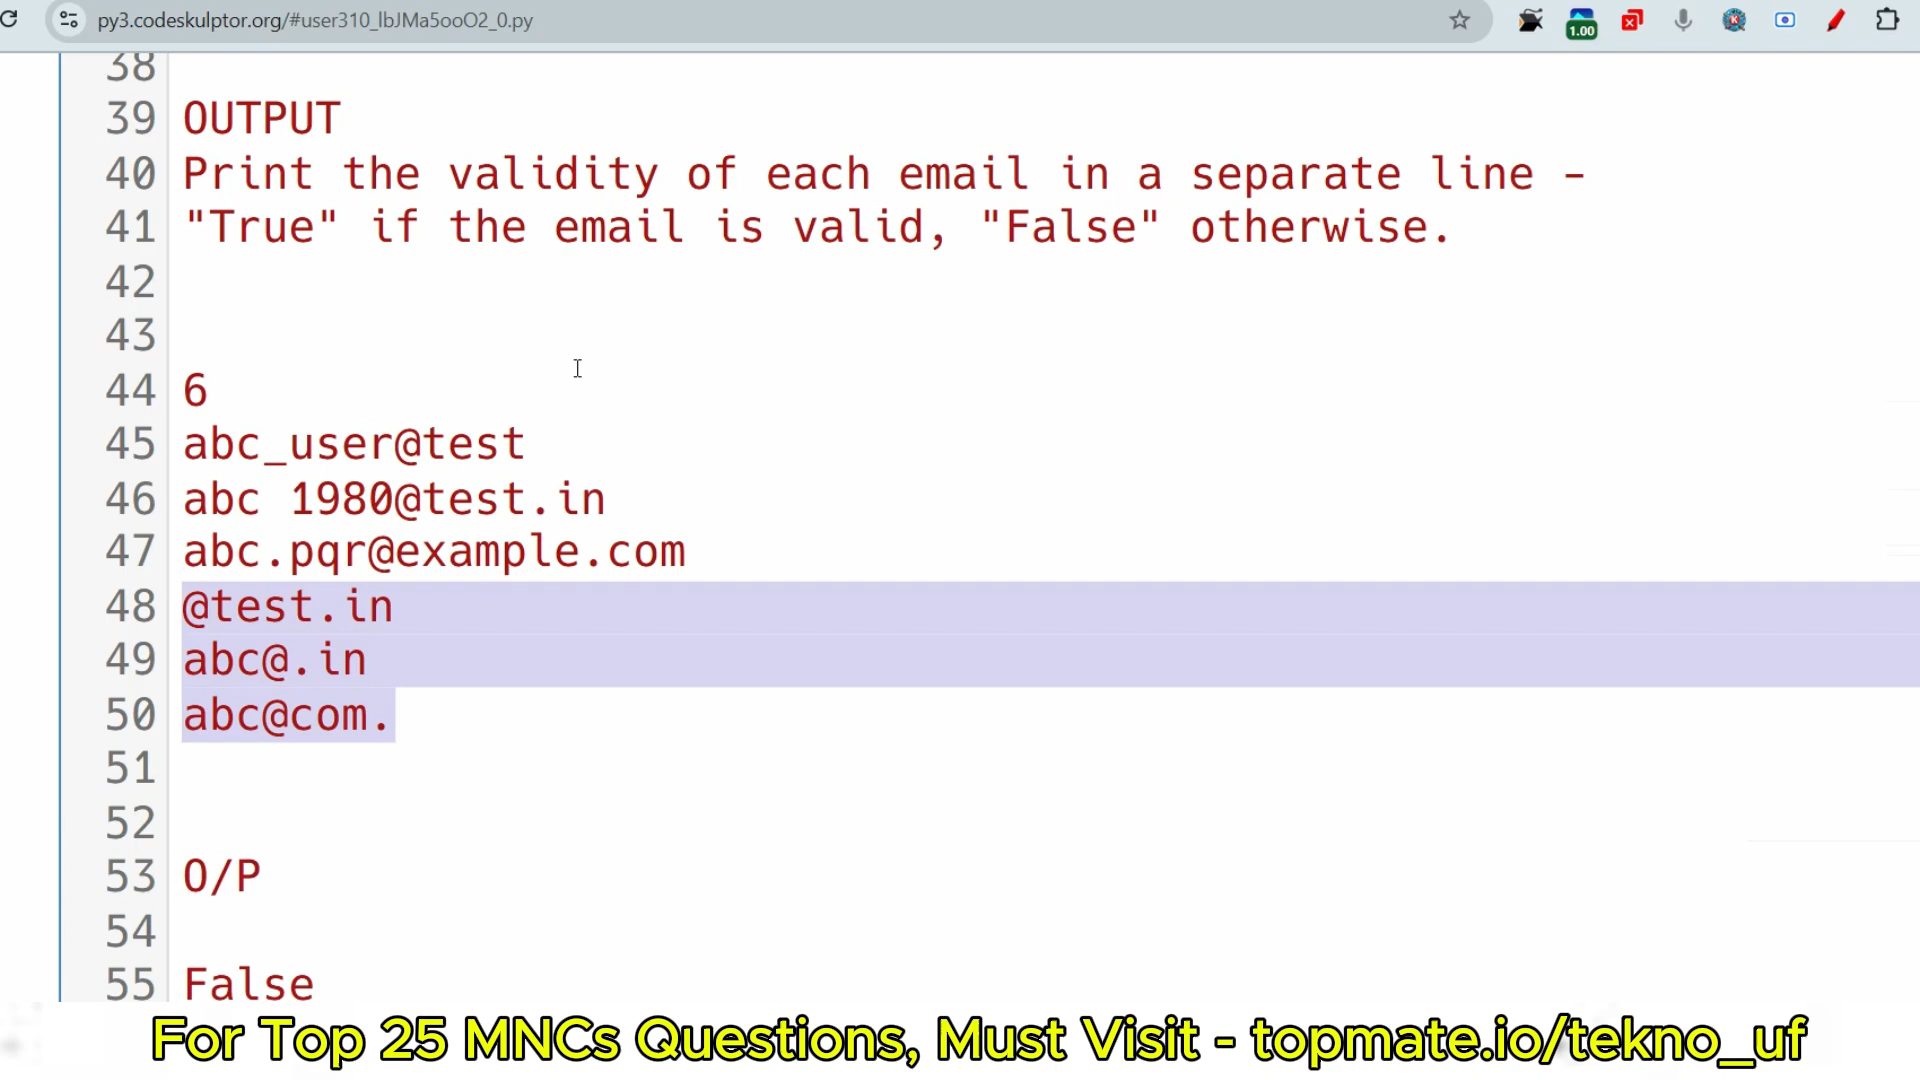 py3.codeskulptor.org/#user310_lbJMa5ooO2_0.py
1.00
38
39 OUTPUT
40 Print the validity of each email in a separate line -
41 "True" if the email is valid, "False" otherwise.
42
43
44 6
45 abc_user@test
46 abc 1980@test.in
47 abc.pqr@example.com
48 @test.in
49 abc@.in
50 abc@com.
51
52
53 O/P
54
55 False
For Top 25 MNCs Questions, Must Visit - topmate.io/tekno_uf